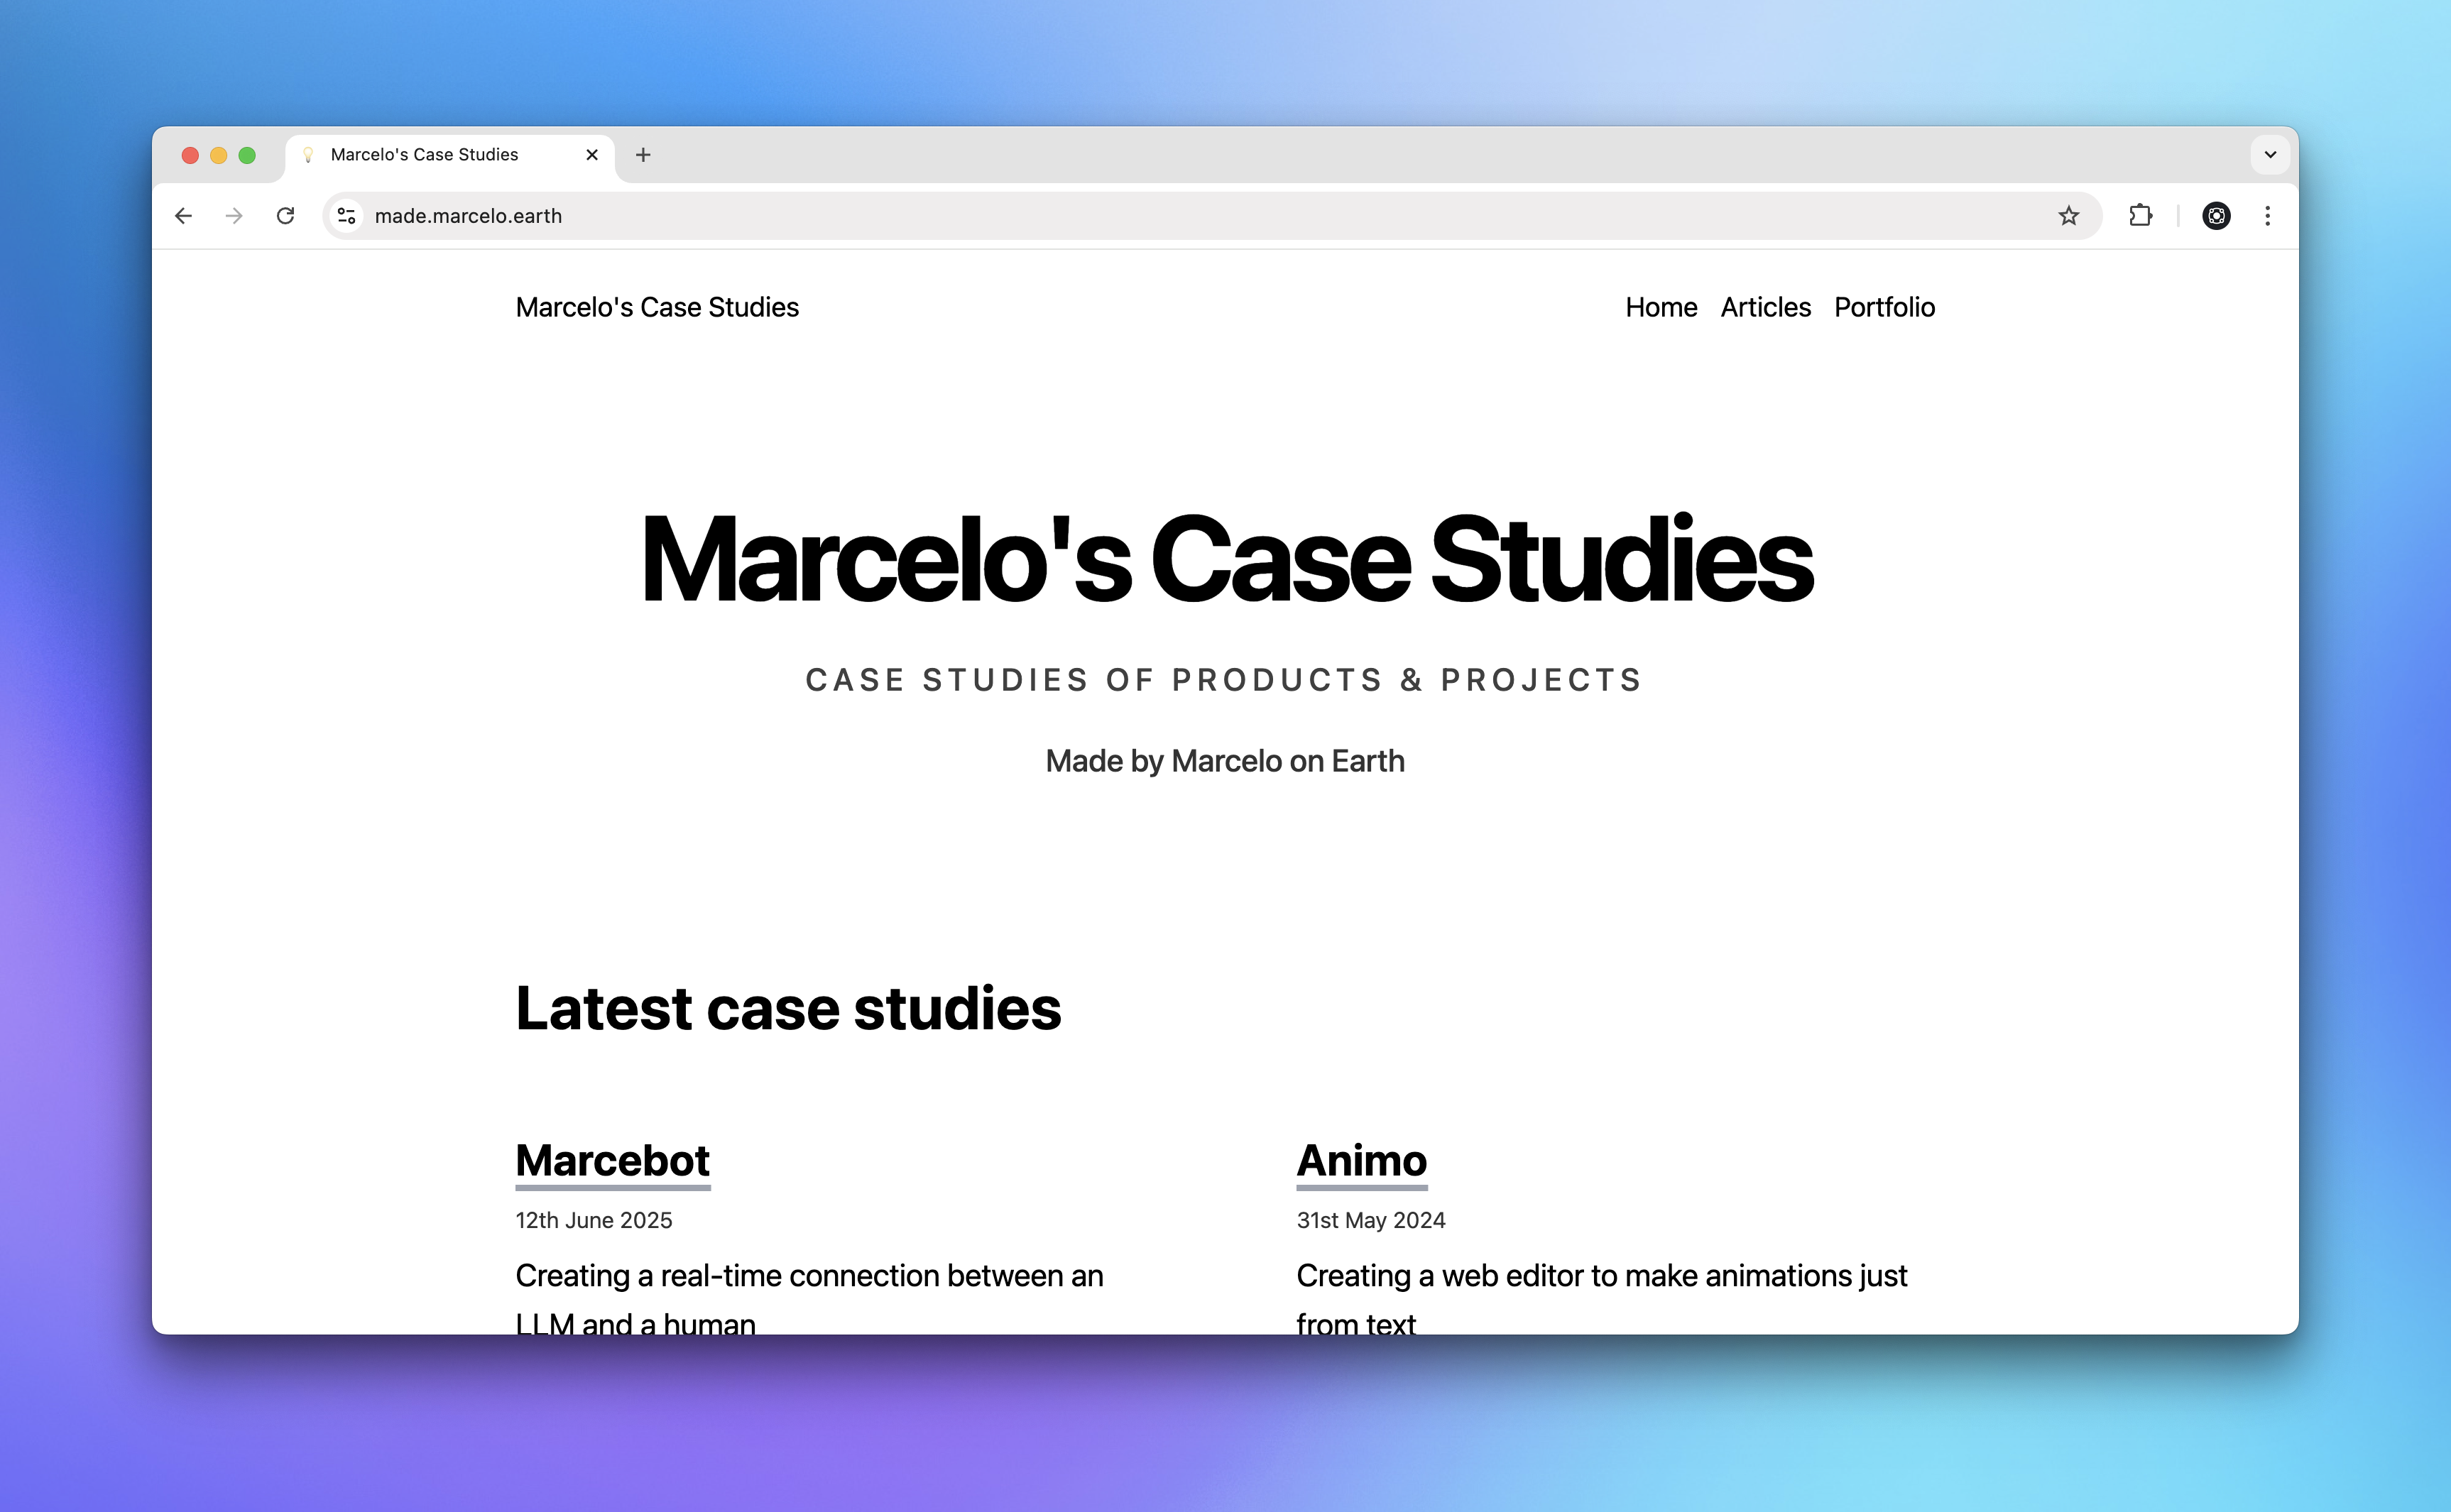 Marcelo's Case Studies
made.marcelo.earth
Marcelo's Case Studies
Home Articles Portfolio
Marcelo's Case Studies
CASE STUDIES OF PRODUCTS & PROJECTS
Made by Marcelo on Earth
Latest case studies
Marcebot
12th June 2025
Creating a real-time connection between an
LLM and a human
Animo
31st May 2024
Creating a web editor to make animations just
from text